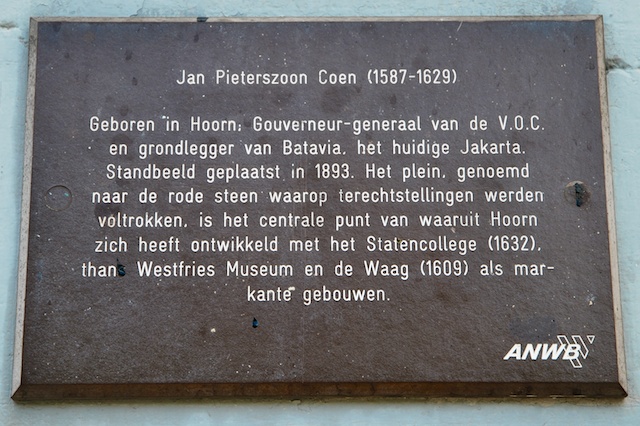 Jan Pieterszoon Coen (1587-1629)
Geboren in Hoorn; Gouverneur-generaal van de V.O.C.
en grondlegger van Batavia, het huidige Jakarta.
Standbeeld geplaatst in 1893. Het plein, genoemd
naar de rode steen waarop terechtstellingen werden
voltrokken, is het centrale punt van waaruit Hoorn
zich heeft ontwikkeld met het Statencollege (1632),
thans Westfries Museum en de Waag (1609) als mar-
kante gebouwen.
ANWB